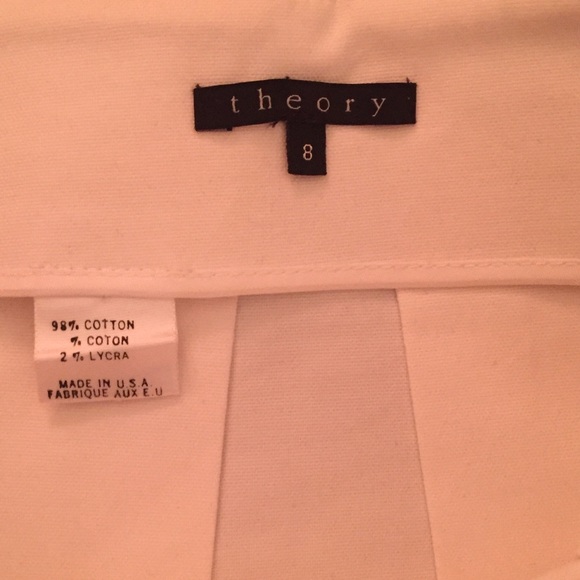 theory
8
98% COTTON
% COTON
2% LYCRA
MADE IN U.S.A.
FABRIQUE AUX E.U